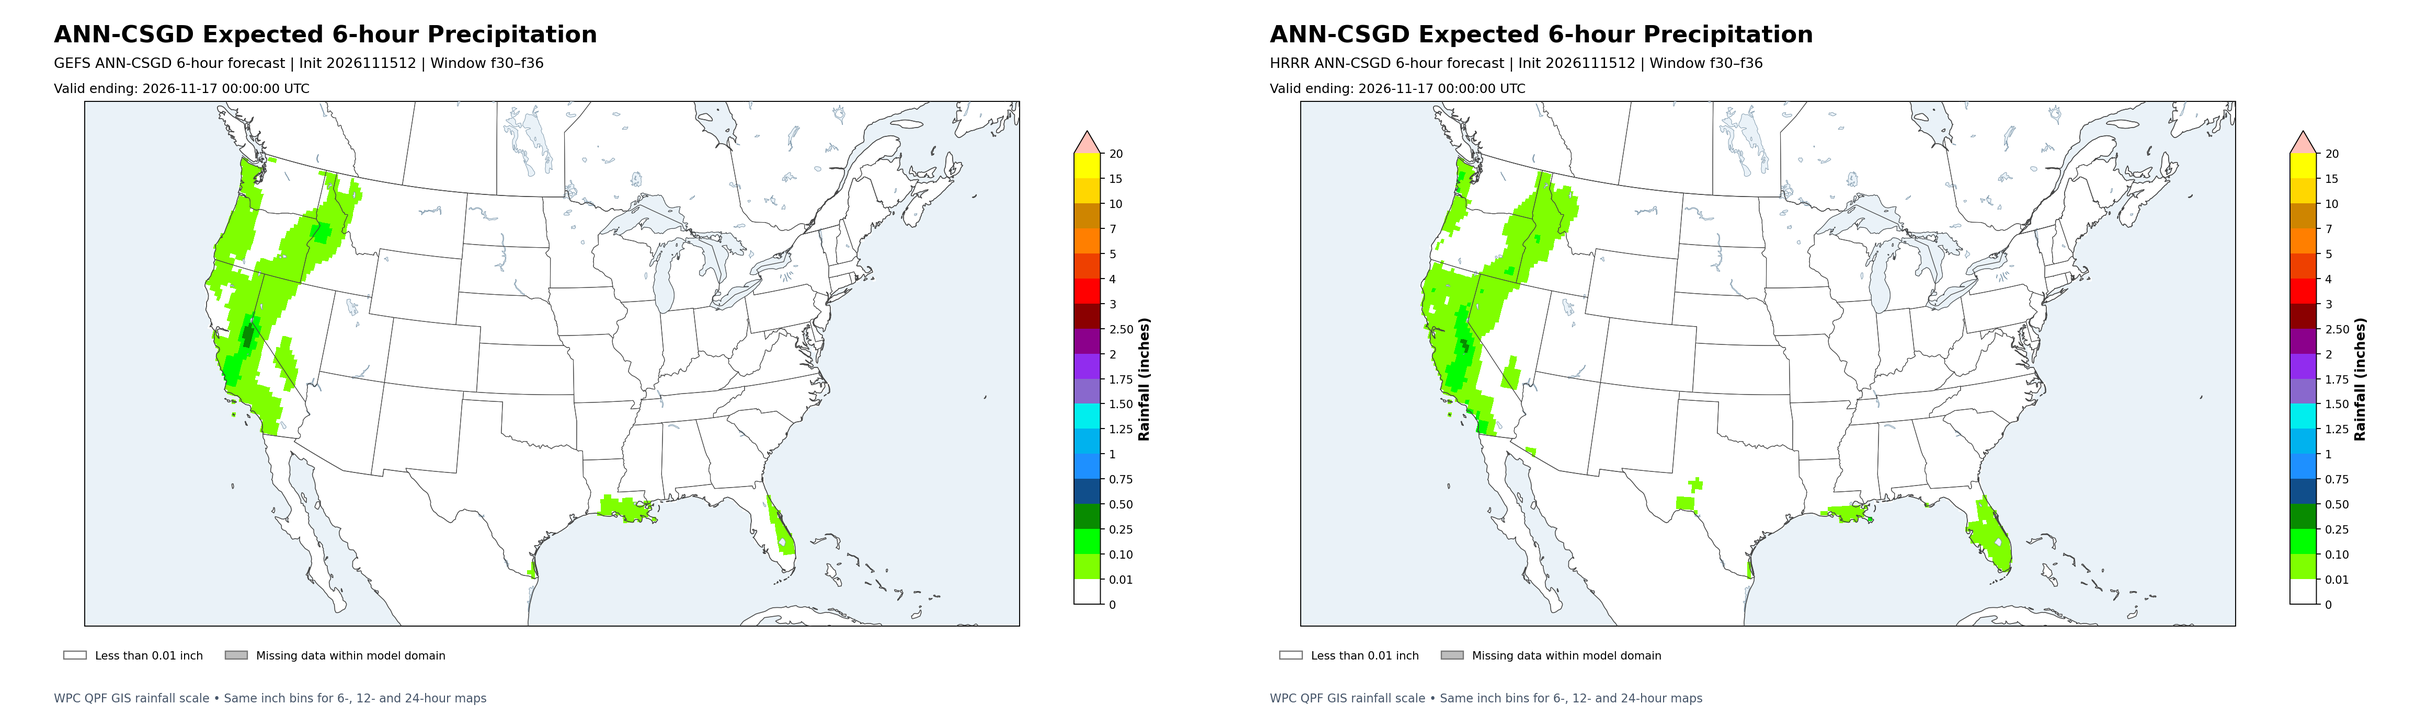 ANN-CSGD Expected 6-hour Precipitation
GEFS ANN-CSGD 6-hour forecast | Init 2026111512 | Window f30–f36
Valid ending: 2026-11-17 00:00:00 UTC
20
15
10
7
5
4
3
2.50
2
1.75
1.50
1.25
1
0.75
0.50
0.25
0.10
0.01
0
Rainfall (inches)
Less than 0.01 inch
Missing data within model domain
WPC QPF GIS rainfall scale • Same inch bins for 6-, 12- and 24-hour maps
ANN-CSGD Expected 6-hour Precipitation
HRRR ANN-CSGD 6-hour forecast | Init 2026111512 | Window f30–f36
Valid ending: 2026-11-17 00:00:00 UTC
20
15
10
7
5
4
3
2.50
2
1.75
1.50
1.25
1
0.75
0.50
0.25
0.10
0.01
0
Rainfall (inches)
Less than 0.01 inch
Missing data within model domain
WPC QPF GIS rainfall scale • Same inch bins for 6-, 12- and 24-hour maps